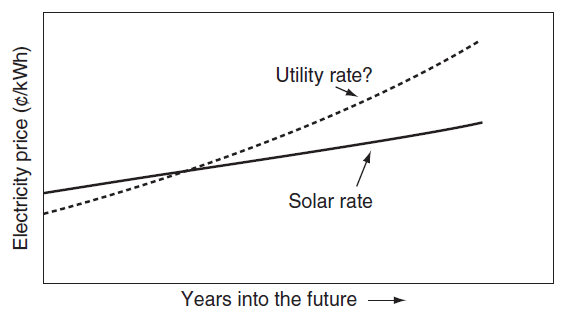 Electricity price (¢/kWh)
Utility rate?
Solar rate
Years into the future